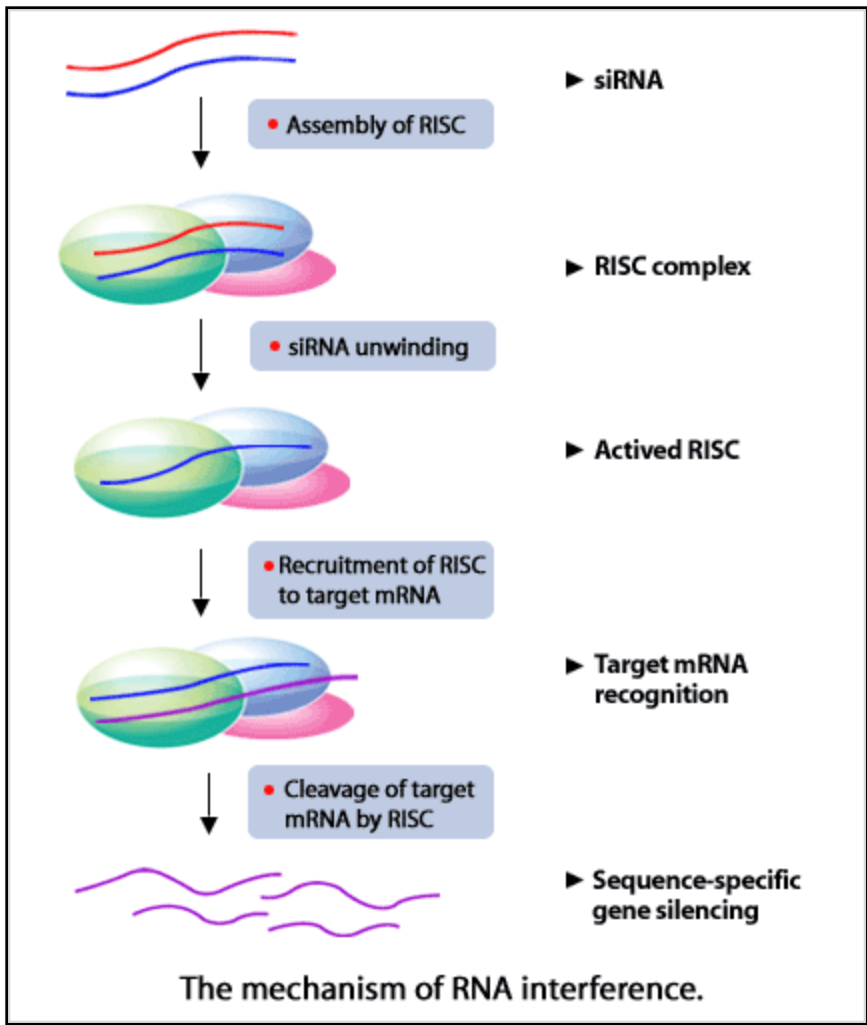 siRNA
Assembly of RISC
RISC complex
siRNA unwinding
Actived RISC
Recruitment of RISC
to target mRNA
Target mRNA
recognition
Cleavage of target
mRNA by RISC
Sequence-specific
gene silencing
The mechanism of RNA interference.